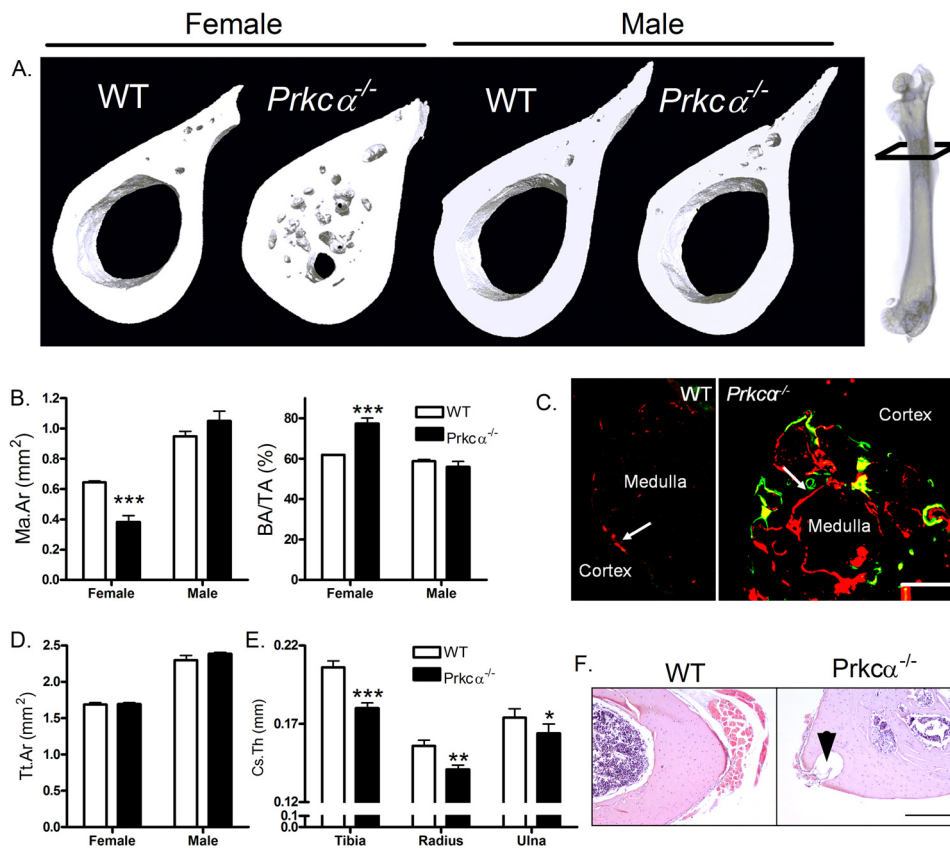 Female Male
A. WT Prkcα-/- WT Prkcα-/-
B.
Ma.Ar (mm²)
1.2
1.0
0.8
0.6
0.4
0.2
0.0
***
Female Male
BA/TA (%)
80
60
40
20
0
***
WT
Prkcα-/-
Female Male
C.
WT Prkcα-/-
Medulla
Cortex
Cortex
Medulla
D.
Tt.Ar (mm²)
2.5
2.0
1.5
1.0
0.5
0.0
Female Male
E.
Cs.Th (mm)
0.22
0.17
0.12
0.1
0.0
WT
Prkcα-/-
***
**
*
Tibia Radius Ulna
F.
WT Prkcα-/-